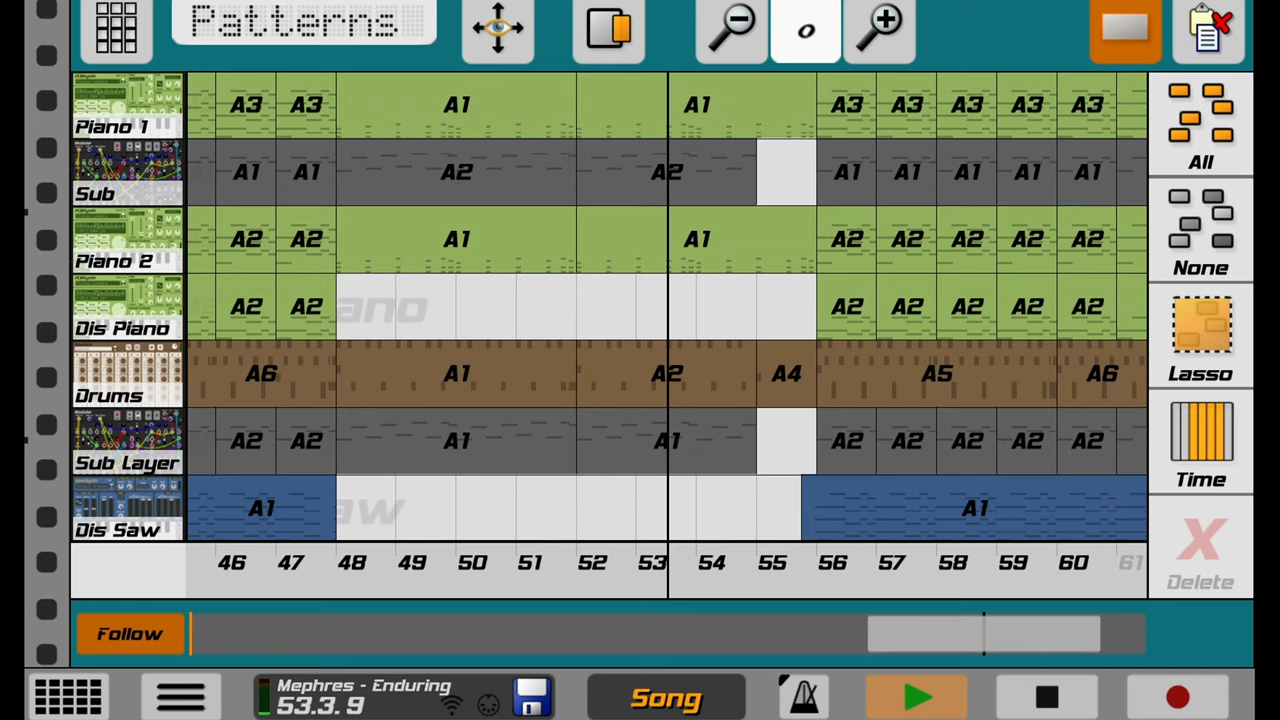 Patterns
o
A3 A3 A1 A1 A3 A3 A3 A3 A3
Piano 1
All
A1 A1 A2 A2 A1 A1 A1 A1 A1
Sub
A2 A2 A1 A1 A2 A2 A2 A2 A2
Piano 2
None
A2 A2 ano A2 A2 A2 A2 A2
Dis Piano
A6 A1 A2 A4 A5 A6
Drums
Lasso
A2 A2 A1 A1 A2 A2 A2 A2 A2
Sub Layer
Time
A1 aw A1
Dis Saw
46 47 48 49 50 51 52 53 54 55 56 57 58 59 60 61
X
Delete
Follow
Mephres - Enduring
53.3.9
Song